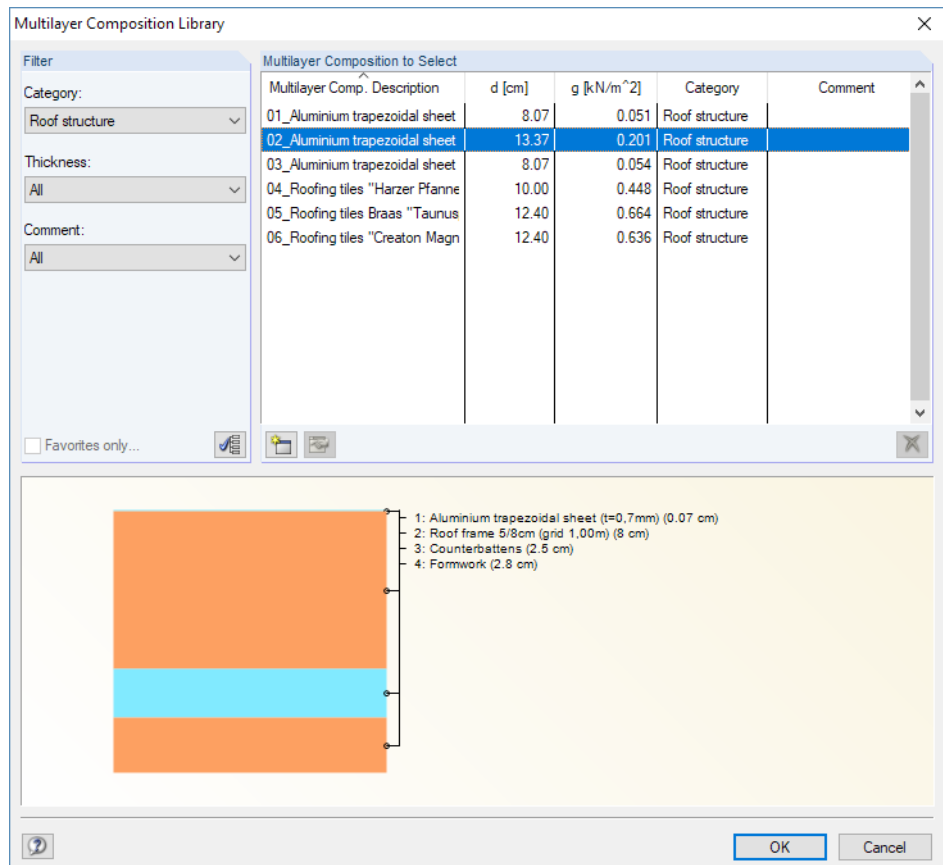 Multilayer Composition Library
Filter
Category:
Roof structure
Thickness:
All
Comment:
All
Favorites only...
Multilayer Composition to Select
Multilayer Comp. Description d [cm] g [kN/m^2] Category Comment
01_Aluminium trapezoidal sheet 8.07 0.051 Roof structure
02_Aluminium trapezoidal sheet 13.37 0.201 Roof structure
03_Aluminium trapezoidal sheet 8.07 0.054 Roof structure
04_Roofing tiles "Harzer Pfanne 10.00 0.448 Roof structure
05_Roofing tiles Braas "Taunus 12.40 0.664 Roof structure
06_Roofing tiles "Creaton Magn 12.40 0.636 Roof structure
1: Aluminium trapezoidal sheet (t=0,7mm) (0.07 cm)
2: Roof frame 5/8cm (grid 1,00m) (8 cm)
3: Counterbattens (2.5 cm)
4: Formwork (2.8 cm)
OK
Cancel